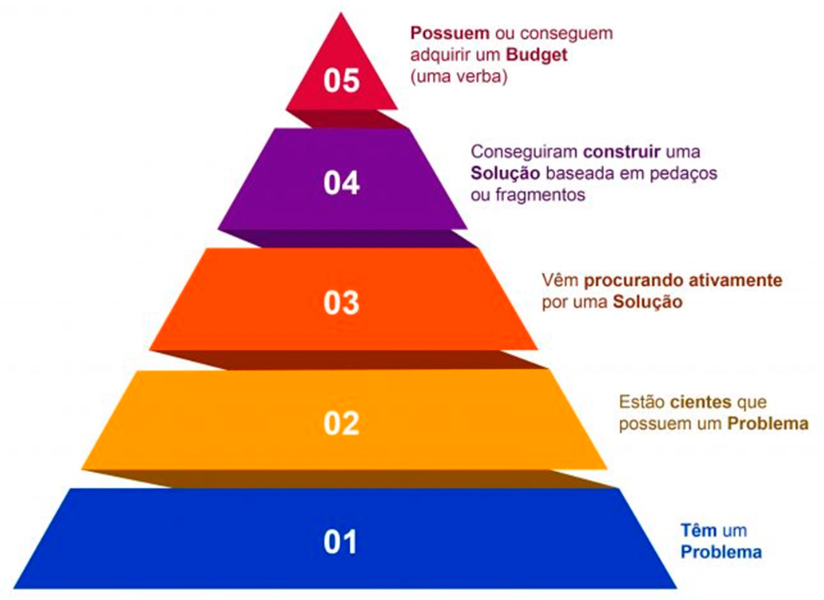 05
Possuem ou conseguem
adquirir um Budget
(uma verba)
04
Conseguiram construir uma
Solução baseada em pedaços
ou fragmentos
03
Vêm procurando ativamente
por uma Solução
02
Estão cientes que
possuem um Problema
01
Têm um
Problema